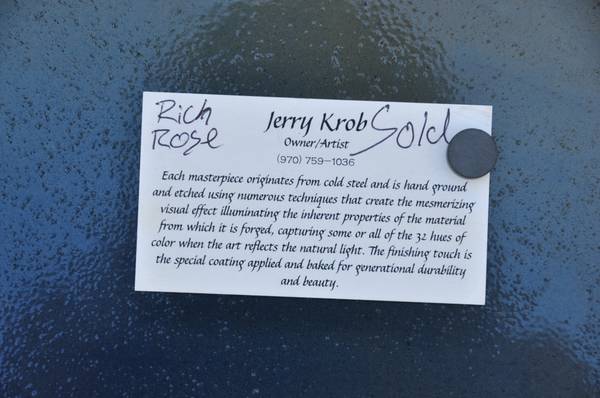 Rich
Rose
Jerry Krob Sold
Owner/Artist
(970) 759-1036
Each masterpiece originates from cold steel and is hand ground
and etched using numerous techniques that create the mesmerizing
visual effect illuminating the inherent properties of the material
from which it is forged, capturing some or all of the 32 hues of
color when the art reflects the natural light. The finishing touch is
the special coating applied and baked for generational durability
and beauty.